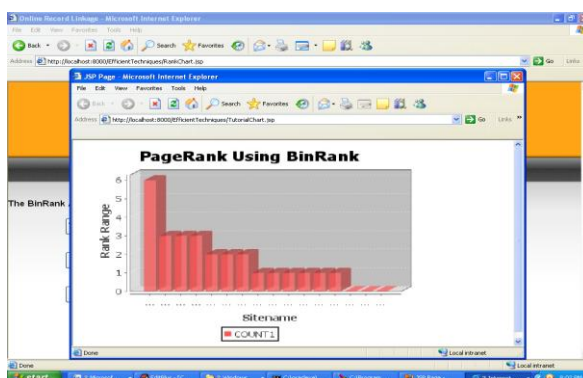 Online Record Linkage - Microsoft Internet Explorer
File Edit View Favorites Tools Help
Back Search Favorites
Address http://localhost:8080/EfficientTechniques/RankChart.jsp Go Links
JSP Page - Microsoft Internet Explorer
File Edit View Favorites Tools Help
Back Search Favorites
Address http://localhost:8080/EfficientTechniques/TutorialChart.jsp Go Links
The BinRank
PageRank Using BinRank
Rank Range
6
5
4
3
2
1
0
... ... ... ... ... ... ... ... ... ... ... ... ... ...
Sitename
COUNT1
Done Local intranet
Done Local intranet
start